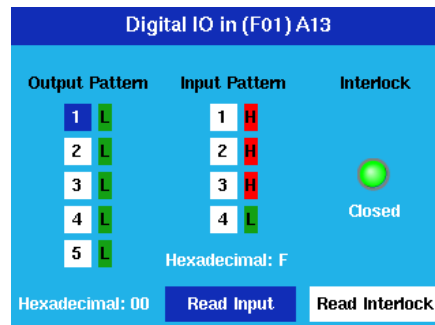 Digital IO in (F01) A13
Output Pattern Input Pattern Interlock
1 L 1 H
2 L 2 H
3 L 3 H
4 L 4 L Closed
5 L
Hexadecimal: F
Hexadecimal: 00 Read Input Read Interlock